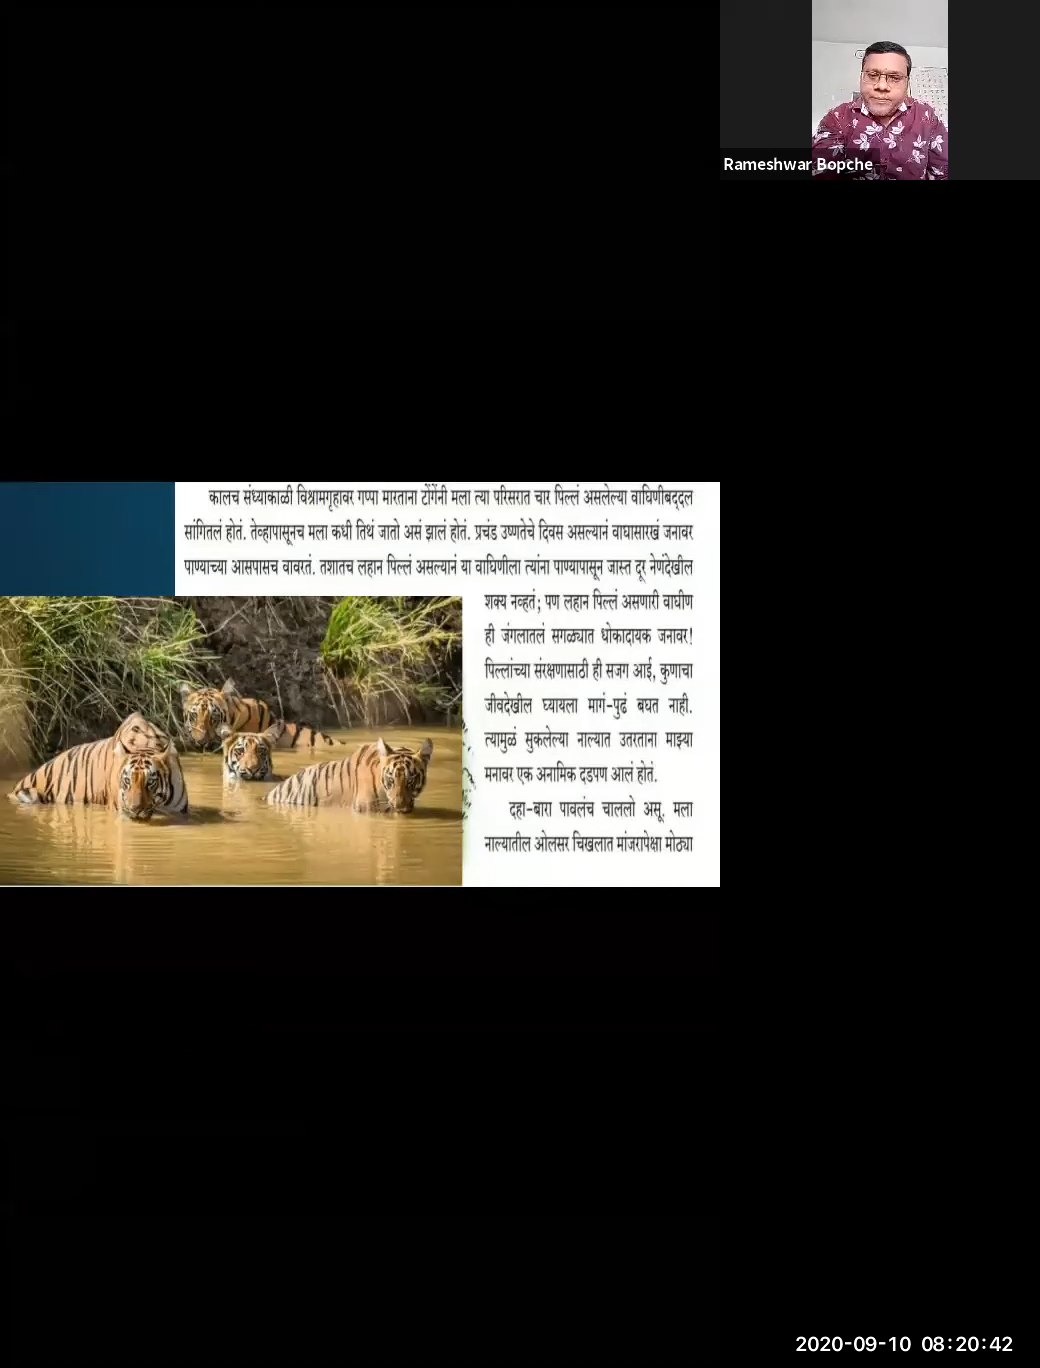 Rameshwar Bopche
कालच संध्याकाळी विश्रामगृहावर गप्पा मारताना टोंगेंनी मला त्या परिसरात चार पिल्लं असलेल्या वाघिणीबद्दल
सांगितलं होतं. तेव्हापासूनच मला कधी तिथं जातो असं झालं होतं. प्रचंड उष्णतेचे दिवस असल्यानं वाघासारखं जनावर
पाण्याच्या आसपासच वावरतं. तशातच लहान पिल्लं असल्यानं या वाघिणीला त्यांना पाण्यापासून जास्त दूर नेणंदेखील
शक्य नव्हतं; पण लहान पिल्लं असणारी वाघीण
ही जंगलातलं सगळ्यात धोकादायक जनावर!
पिल्लांच्या संरक्षणासाठी ही सजग आई, कुणाचा
जीवदेखील घ्यायला मागं-पुढं बघत नाही.
त्यामुळं सुकलेल्या नाल्यात उतरताना माझ्या
मनावर एक अनामिक दडपण आलं होतं.
दहा-बारा पावलंच चाललो असू. मला
नाल्यातील ओलसर चिखलात मांजरापेक्षा मोठ्या
2020-09-10 08:20:42